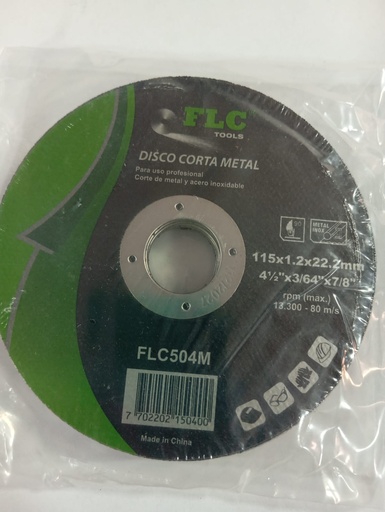 FLC
TOOLS
DISCO CORTA METAL
Para uso profesional
Corte de metal y acero inoxidable
METAL
INOX
115x1.2x22.2mm
4½"x3/64"x7/8"
rpm (max.)
13.300 - 80 m/s
FLC504M
7 702202 150400
Made in China